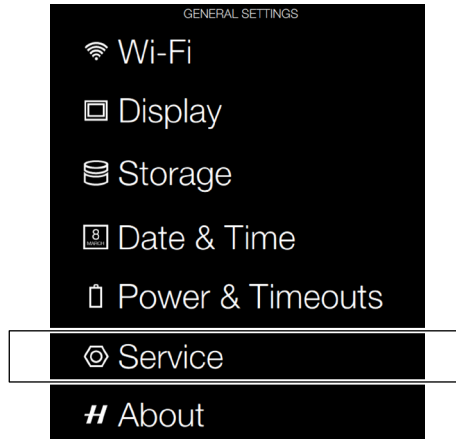 GENERAL SETTINGS
Wi-Fi
Display
Storage
8
MARCH
Date & Time
Power & Timeouts
Service
H About